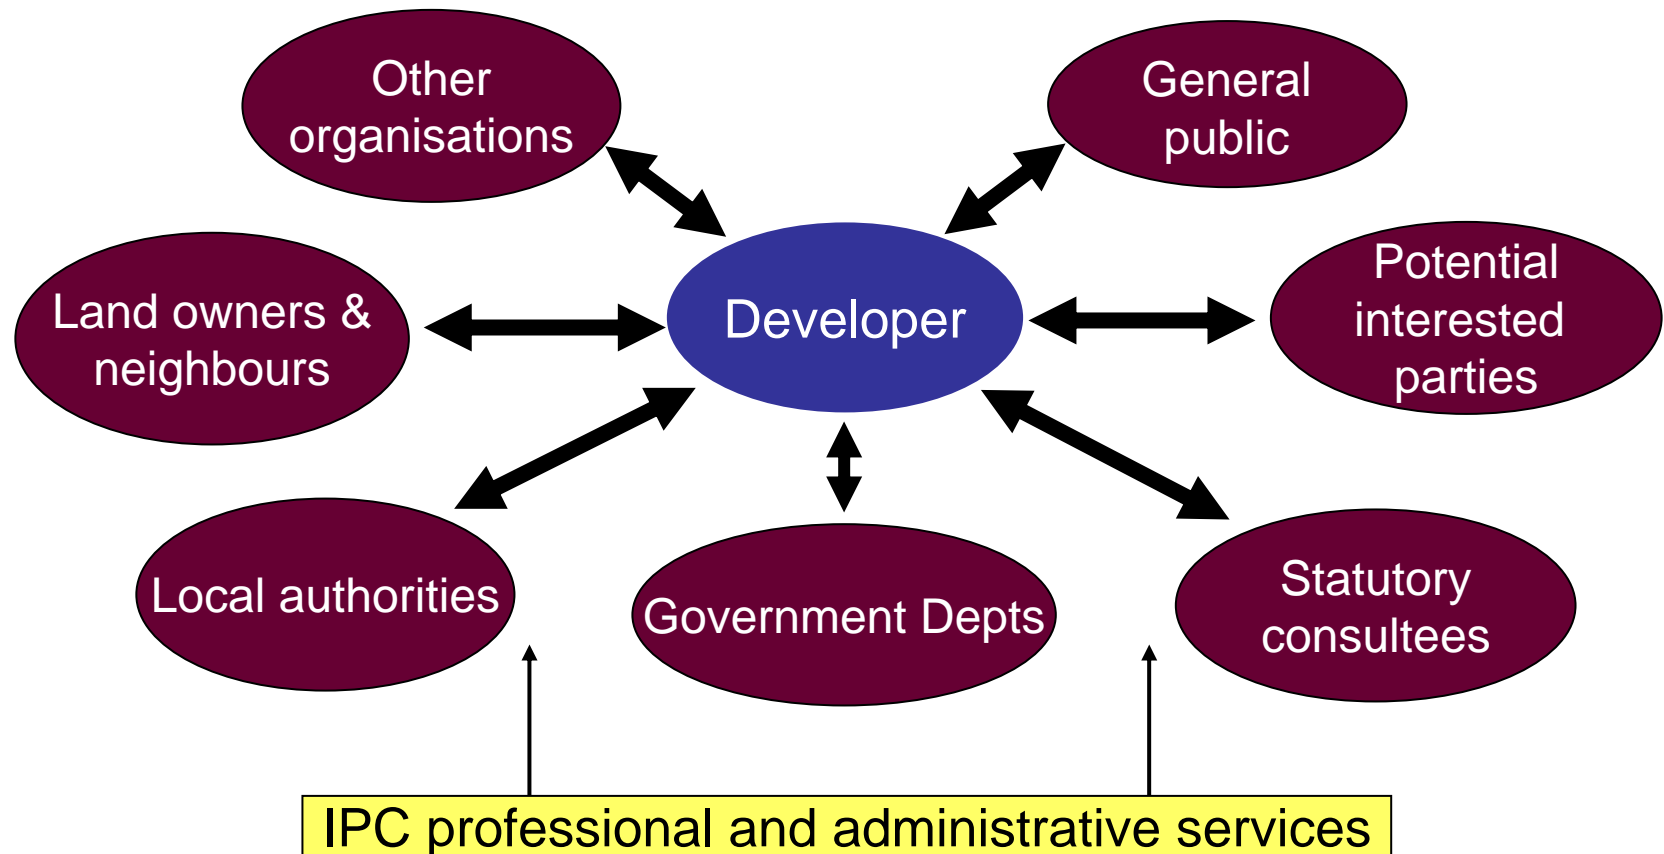 Other
organisations
General
public
Land owners &
neighbours
Developer
Potential
interested
parties
Local authorities
Government Depts
Statutory
consultees
IPC professional and administrative services